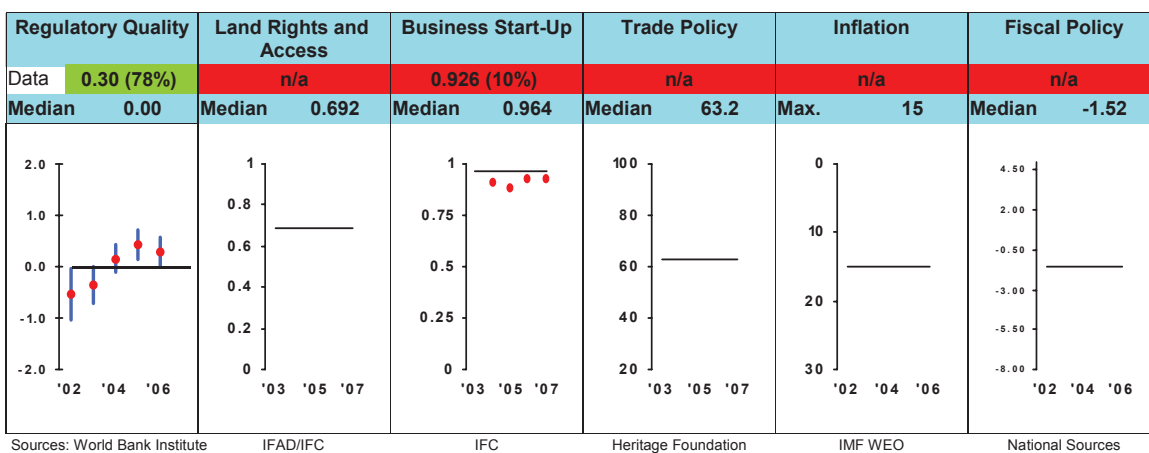 Regulatory Quality
Land Rights and
Access
Business Start-Up
Trade Policy
Inflation
Fiscal Policy
Data 0.30 (78%)
n/a
0.926 (10%)
n/a
n/a
n/a
Median 0.00
Median 0.692
Median 0.964
Median 63.2
Max. 15
Median -1.52
2.0
1.0
0.0
-1.0
-2.0
'02 '04 '06
1
0.8
0.6
0.4
0.2
0
'03 '05 '07
1
0.75
0.5
0.25
0
'03 '05 '07
100
80
60
40
20
'03 '05 '07
0
10
20
30
'02 '04 '06
4.50
2.00
-0.50
-3.00
-5.50
-8.00
'02 '04 '06
Sources: World Bank Institute
IFAD/IFC
IFC
Heritage Foundation
IMF WEO
National Sources